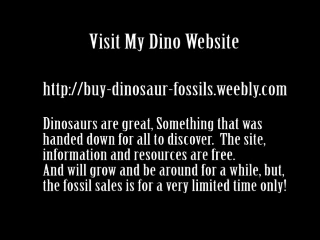 Visit My Dino Website
http://buy-dinosaur-fossils.weebly.com
Dinosaurs are great, Something that was
handed down for all to discover. The site,
information and resources are free.
And will grow and be around for a while, but,
the fossil sales is for a very limited time only!